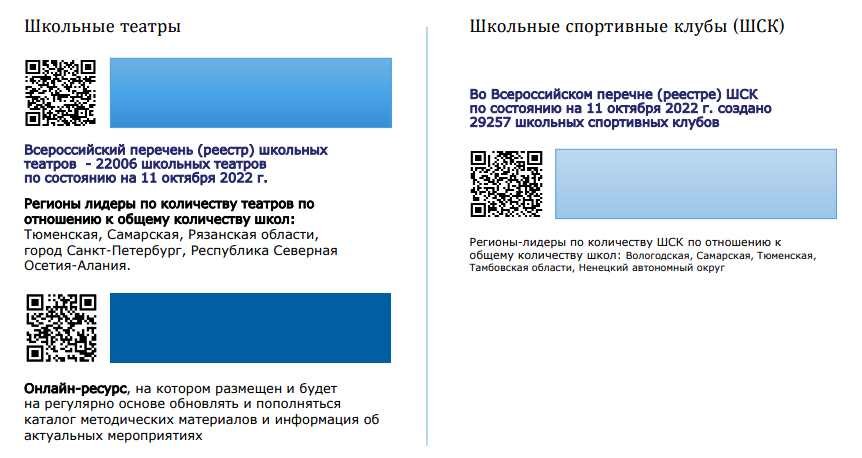 Школьные театры
Всероссийский перечень (реестр) школьных
театров - 22006 школьных театров
по состоянию на 11 октября 2022 г.
Регионы лидеры по количеству театров по
отношению к общему количеству школ:
Тюменская, Самарская, Рязанская области,
город Санкт-Петербург, Республика Северная
Осетия-Алания.
Онлайн-ресурс, на котором размещен и будет
на регулярно основе обновлять и пополняться
каталог методических материалов и информация об
актуальных мероприятиях
Школьные спортивные клубы (ШСК)
Во Всероссийском перечне (реестре) ШСК
по состоянию на 11 октября 2022 г. создано
29257 школьных спортивных клубов
Регионы-лидеры по количеству ШСК по отношению к
общему количеству школ: Вологодская, Самарская, Тюменская,
Тамбовская области, Ненецкий автономный округ